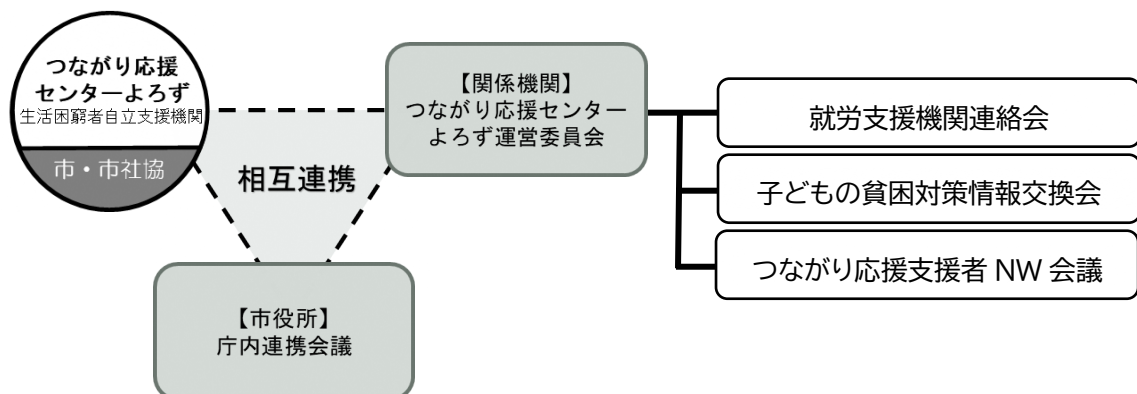 つながり応援
センターよろず
生活困窮者自立支援機関
市・市社協
相互連携
【関係機関】
つながり応援センター
よろず運営委員会
【市役所】
庁内連携会議
就労支援機関連絡会
子どもの貧困対策情報交換会
つながり応援支援者 NW 会議